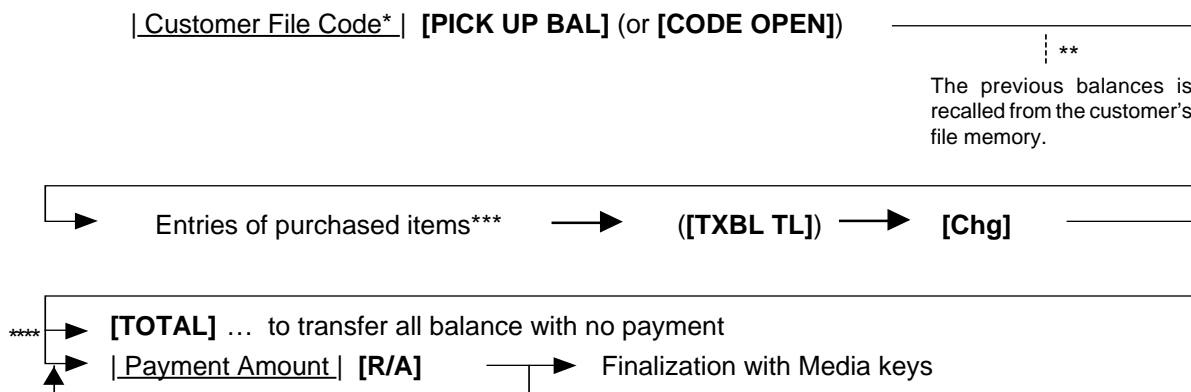 | Customer File Code* | [PICK UP BAL] (or [CODE OPEN])
**
The previous balances is
recalled from the customer's
file memory.
Entries of purchased items*** ([TXBL TL]) [Chg]
**** [TOTAL] … to transfer all balance with no payment
| Payment Amount | [R/A] Finalization with Media keys